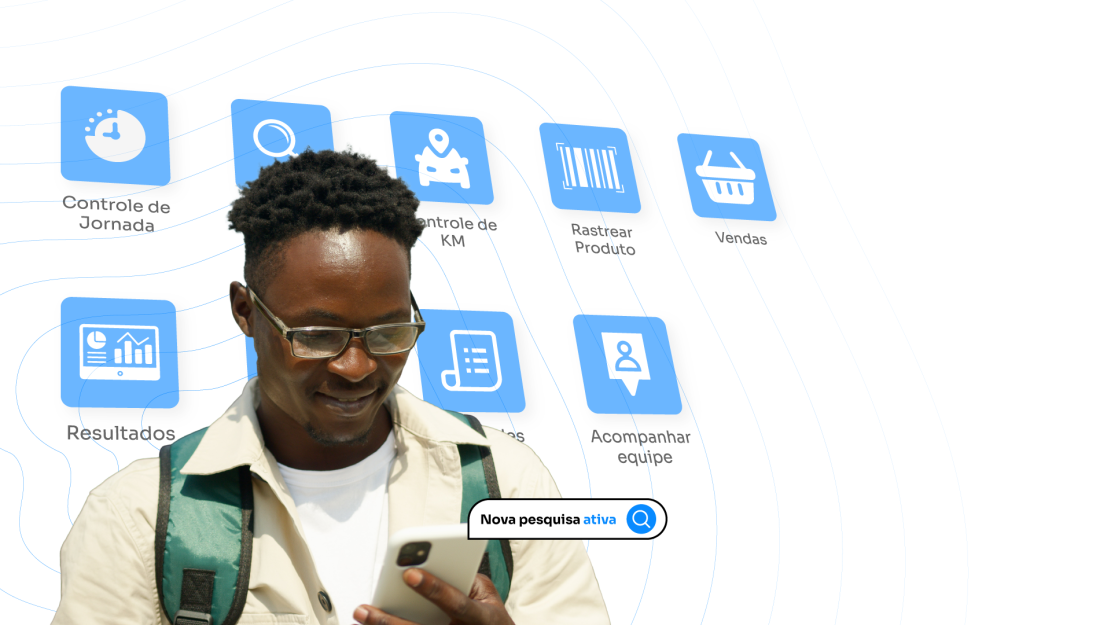 Controle de
Jornada
ontrole de
KM
Rastrear
Produto
Vendas
Resultados
Acompanhar
equipe
Nova pesquisa ativa